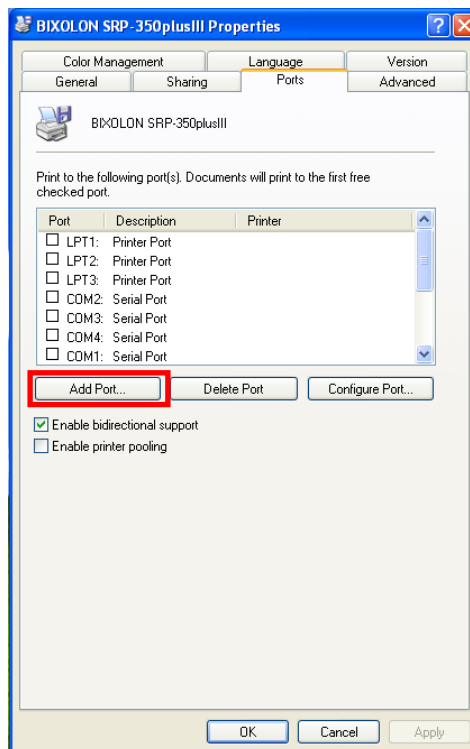 BIXOLON SRP-350plusIII Properties
Color Management Language Version
General Sharing Ports Advanced
BIXOLON SRP-350plusIII
Print to the following port(s). Documents will print to the first free
checked port.
Port Description Printer
LPT1: Printer Port
LPT2: Printer Port
LPT3: Printer Port
COM2: Serial Port
COM3: Serial Port
COM4: Serial Port
COM1: Serial Port
Add Port... Delete Port Configure Port...
Enable bidirectional support
Enable printer pooling
OK Cancel Apply